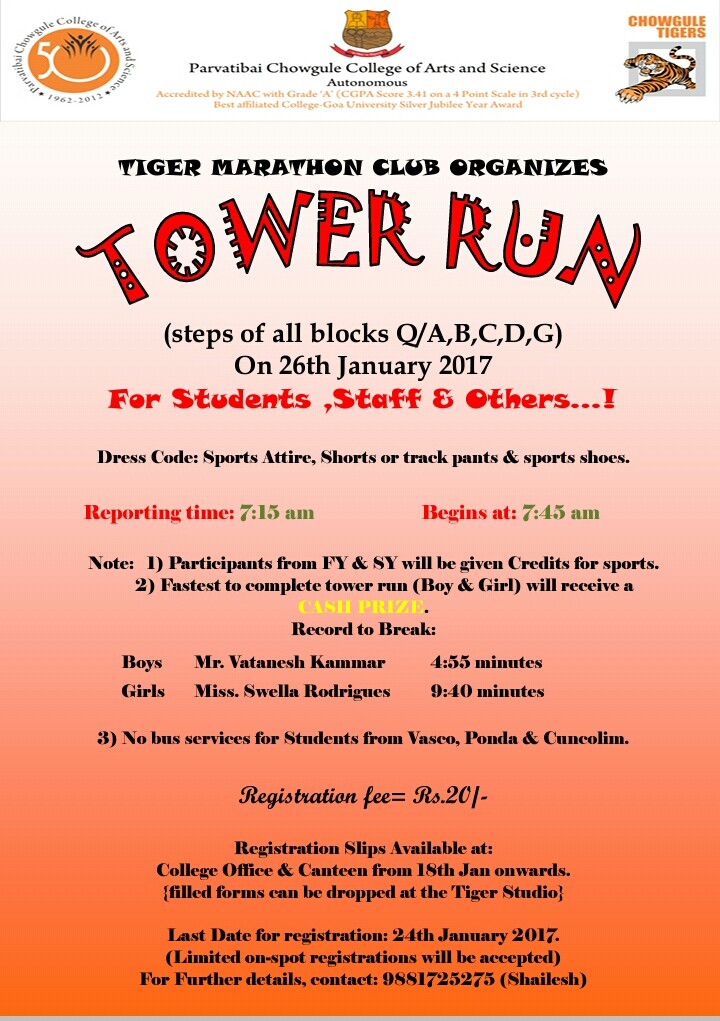 Parvatibai Chowgule College of Arts and Science
50
★ 1962-2012 ★
Parvatibai Chowgule College of Arts and Science
Autonomous
Accredited by NAAC with Grade 'A' (CGPA Score 3.41 on a 4 Point Scale in 3rd cycle)
Best affiliated College-Goa University Silver Jubilee Year Award
CHOWGULE
TIGERS
TIGER MARATHON CLUB ORGANIZES
TOWER RUN
(steps of all blocks Q/A,B,C,D,G)
On 26th January 2017
For Students ,Staff & Others...!
Dress Code: Sports Attire, Shorts or track pants & sports shoes.
Reporting time: 7:15 am Begins at: 7:45 am
Note: 1) Participants from FY & SY will be given Credits for sports.
2) Fastest to complete tower run (Boy & Girl) will receive a
CASH PRIZE.
Record to Break:
Boys Mr. Vatanesh Kammar 4:55 minutes
Girls Miss. Swella Rodrigues 9:40 minutes
3) No bus services for Students from Vasco, Ponda & Cuncolim.
Registration fee= Rs.20/-
Registration Slips Available at:
College Office & Canteen from 18th Jan onwards.
{filled forms can be dropped at the Tiger Studio}
Last Date for registration: 24th January 2017.
(Limited on-spot registrations will be accepted)
For Further details, contact: 9881725275 (Shailesh)